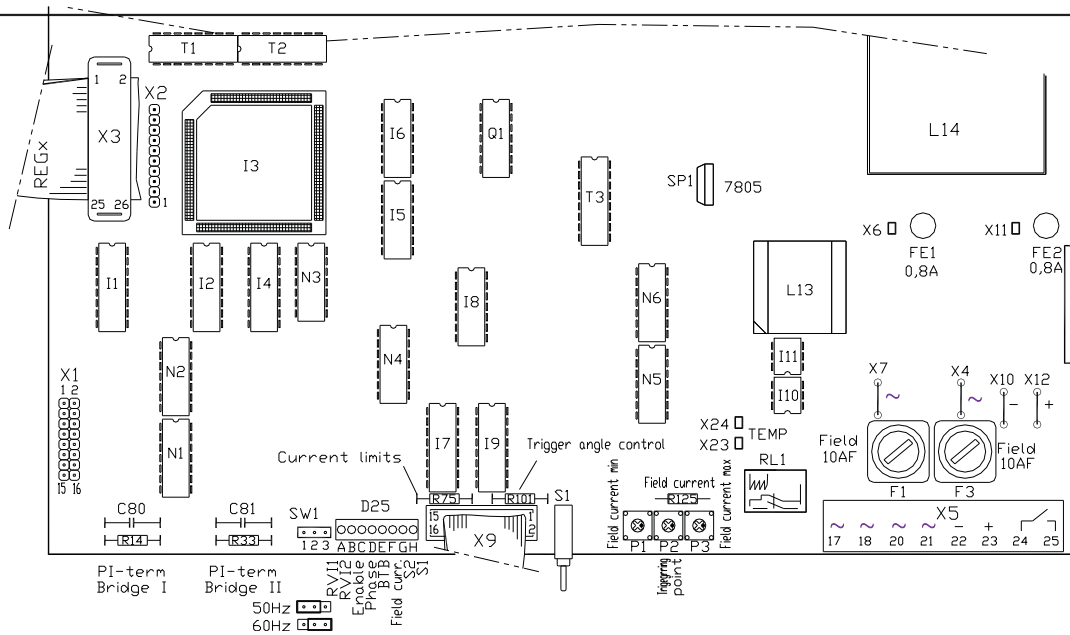 T1
T2
X2
1
2
X3
REGx
25
26
1
I3
I6
Q1
I5
T3
SP1
7805
L14
X6
FE1
0,8A
X11
FE2
0,8A
I1
I2
I4
N3
I8
N6
L13
N2
N4
N5
I11
I10
X7
~
X4
~
X10
-
X12
+
X1
1 2
15 16
N1
I7
I9
X24
X23
TEMP
RL1
Field
10AF
F1
Field
10AF
F3
Current limits
Trigger angle control
R75
R101
S1
Field current min
Field current
R125
Field current max
P1
P2
P3
Ingegring
point
C80
R14
PI-term
Bridge I
C81
R33
PI-term
Bridge II
SW1
1 2 3
D25
ABCDEFGH
RVI1
RVI2
Enable
Phase
BTB
Field curr.
S2
S1
15
16
1
2
X9
50Hz
60Hz
X5
~ ~ ~ ~ - +
17 18 20 21 22 23 24 25